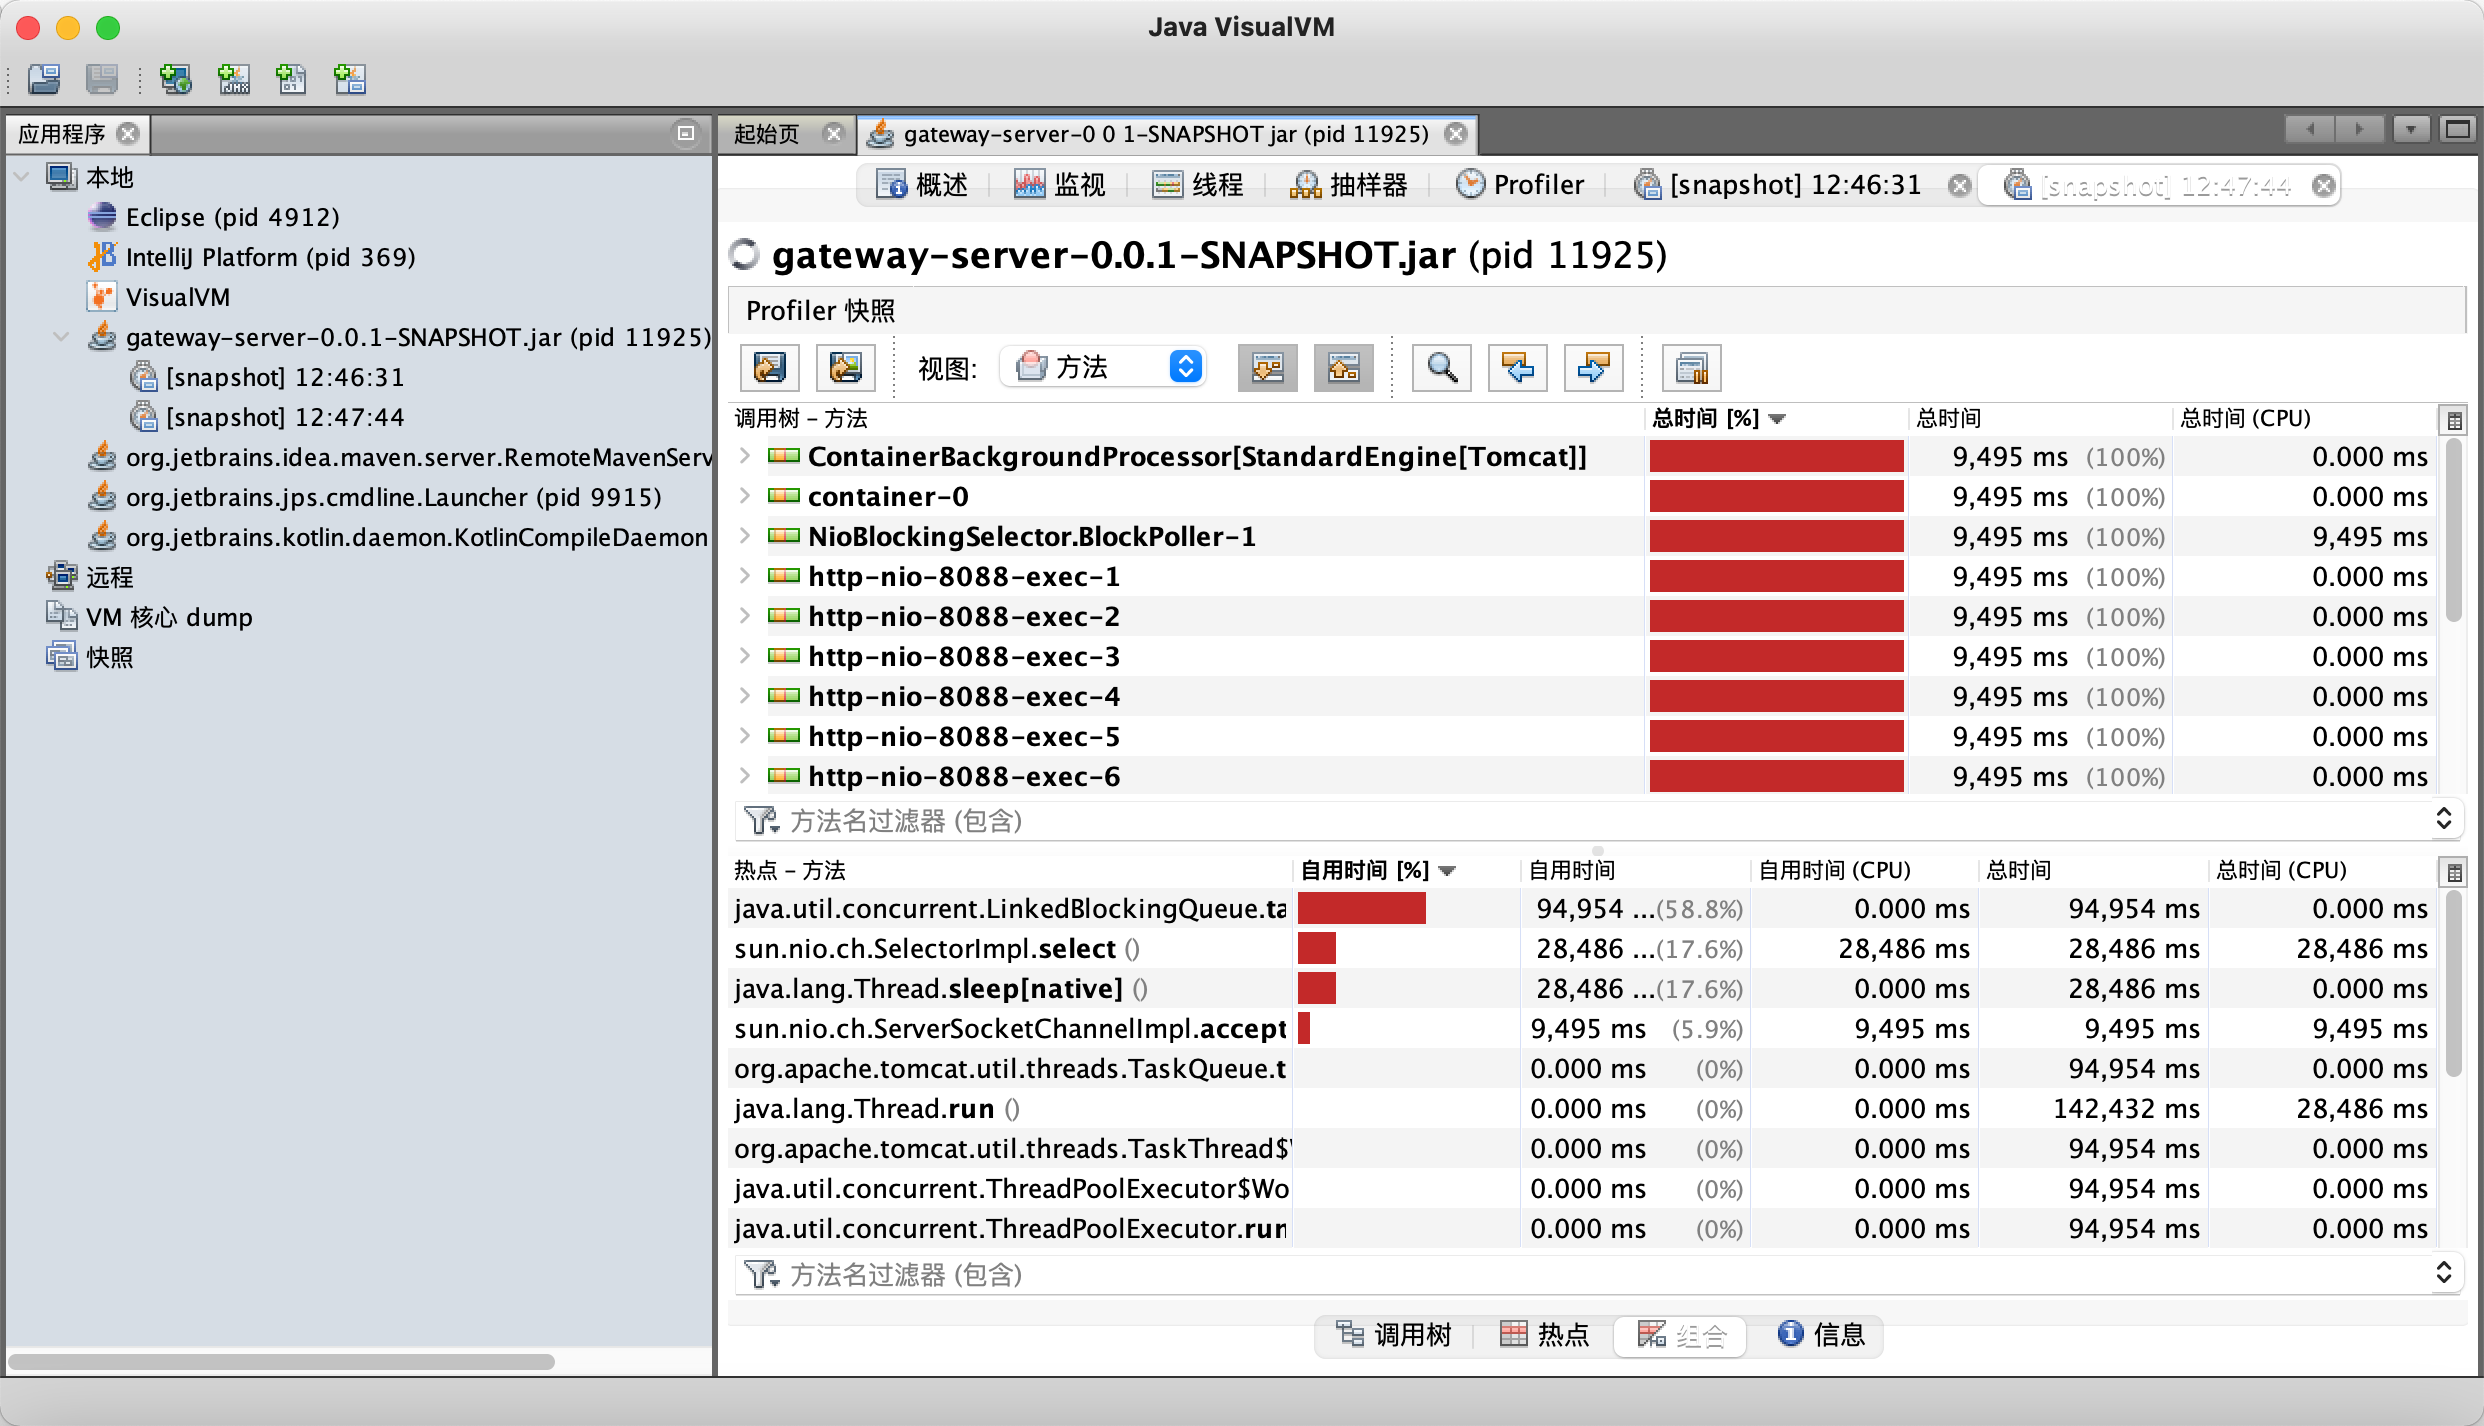 Java VisualVM
应用程序
本地
Eclipse (pid 4912)
IntelliJ Platform (pid 369)
VisualVM
gateway-server-0.0.1-SNAPSHOT.jar (pid 11925)
[snapshot] 12:46:31
[snapshot] 12:47:44
org.jetbrains.idea.maven.server.RemoteMavenServ
org.jetbrains.jps.cmdline.Launcher (pid 9915)
org.jetbrains.kotlin.daemon.KotlinCompileDaemon
远程
VM 核心 dump
快照
起始页 gateway-server-0 0 1-SNAPSHOT jar (pid 11925)
概述 监视 线程 抽样器 Profiler [snapshot] 12:46:31 [snapshot] 12:47:44
gateway-server-0.0.1-SNAPSHOT.jar (pid 11925)
Profiler 快照
视图: 方法
调用树 – 方法 总时间 [%] 总时间 总时间 (CPU)
ContainerBackgroundProcessor[StandardEngine[Tomcat]] 9,495 ms (100%) 0.000 ms
container-0 9,495 ms (100%) 0.000 ms
NioBlockingSelector.BlockPoller-1 9,495 ms (100%) 9,495 ms
http-nio-8088-exec-1 9,495 ms (100%) 0.000 ms
http-nio-8088-exec-2 9,495 ms (100%) 0.000 ms
http-nio-8088-exec-3 9,495 ms (100%) 0.000 ms
http-nio-8088-exec-4 9,495 ms (100%) 0.000 ms
http-nio-8088-exec-5 9,495 ms (100%) 0.000 ms
http-nio-8088-exec-6 9,495 ms (100%) 0.000 ms
方法名过滤器 (包含)
热点 – 方法 自用时间 [%] 自用时间 自用时间 (CPU) 总时间 总时间 (CPU)
java.util.concurrent.LinkedBlockingQueue.ta 94,954 ...(58.8%) 0.000 ms 94,954 ms 0.000 ms
sun.nio.ch.SelectorImpl.select () 28,486 ...(17.6%) 28,486 ms 28,486 ms 28,486 ms
java.lang.Thread.sleep[native] () 28,486 ...(17.6%) 0.000 ms 28,486 ms 0.000 ms
sun.nio.ch.ServerSocketChannelImpl.accept 9,495 ms (5.9%) 9,495 ms 9,495 ms 9,495 ms
org.apache.tomcat.util.threads.TaskQueue.t 0.000 ms (0%) 0.000 ms 94,954 ms 0.000 ms
java.lang.Thread.run () 0.000 ms (0%) 0.000 ms 142,432 ms 28,486 ms
org.apache.tomcat.util.threads.TaskThread$ 0.000 ms (0%) 0.000 ms 94,954 ms 0.000 ms
java.util.concurrent.ThreadPoolExecutor$Wo 0.000 ms (0%) 0.000 ms 94,954 ms 0.000 ms
java.util.concurrent.ThreadPoolExecutor.run 0.000 ms (0%) 0.000 ms 94,954 ms 0.000 ms
方法名过滤器 (包含)
调用树 热点 组合 信息